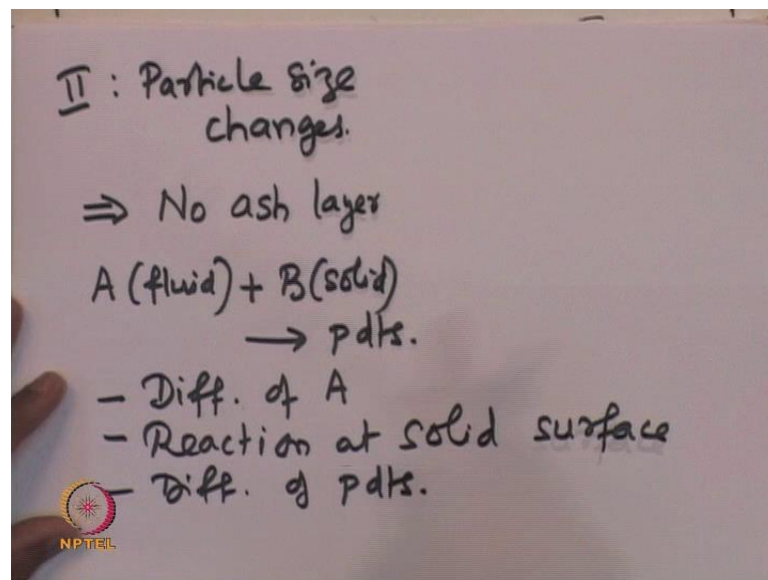 II : Particle size
changes.
⇒ No ash layer
A (fluid) + B (solid)
→ pdts.
- Diff. of A
- Reaction at solid surface
- Diff. of pdts.
NPTEL